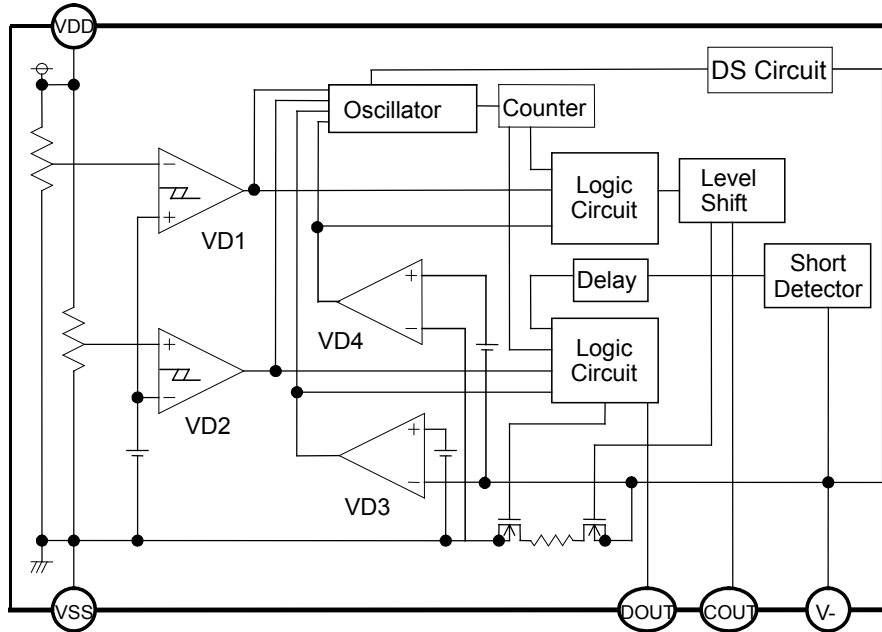 VDD
DS Circuit
Oscillator
Counter
−
+
VD1
Logic
Circuit
Level
Shift
Short
Detector
Delay
+
−
VD4
+
−
VD2
Logic
Circuit
+
−
VD3
VSS
DOUT
COUT
V-